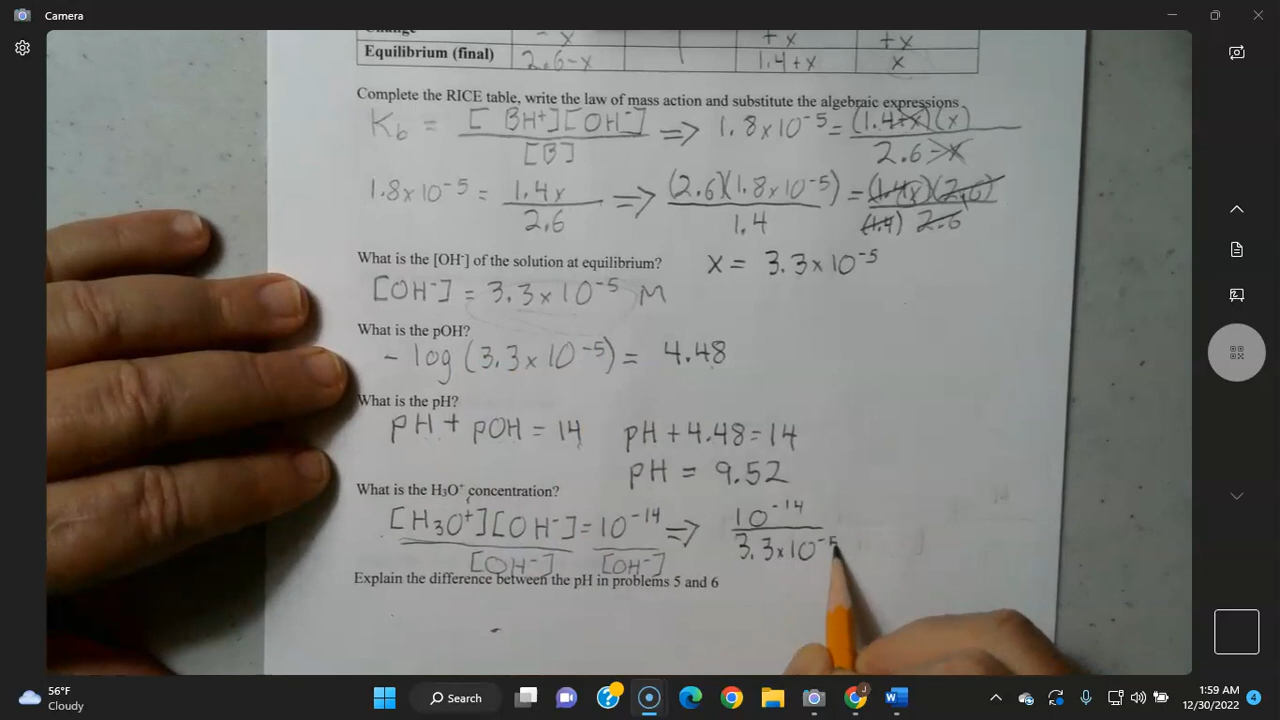 Camera
Change - x + x + x
Equilibrium (final) 2.6-x 1.4+x x
Complete the RICE table, write the law of mass action and substitute the algebraic expressions
Kb = [BH+][OH-] / [B] => 1.8x10^-5 = (1.4+x)(x) / 2.6-x
1.8x10^-5 = 1.4x / 2.6 => (2.6)(1.8x10^-5) / 1.4 = (1.4x)(2.6) / (1.4) 2.6
What is the [OH-] of the solution at equilibrium? x = 3.3x10^-5
[OH-] = 3.3x10^-5 M
What is the pOH?
- log (3.3x10^-5) = 4.48
What is the pH?
pH + pOH = 14 pH + 4.48 = 14
pH = 9.52
What is the H3O+ concentration?
[H3O+][OH-] / [OH-] = 10^-14 / [OH-] => 10^-14 / 3.3x10^-5
Explain the difference between the pH in problems 5 and 6
56°F
Cloudy
Search
1:59 AM
12/30/2022
4